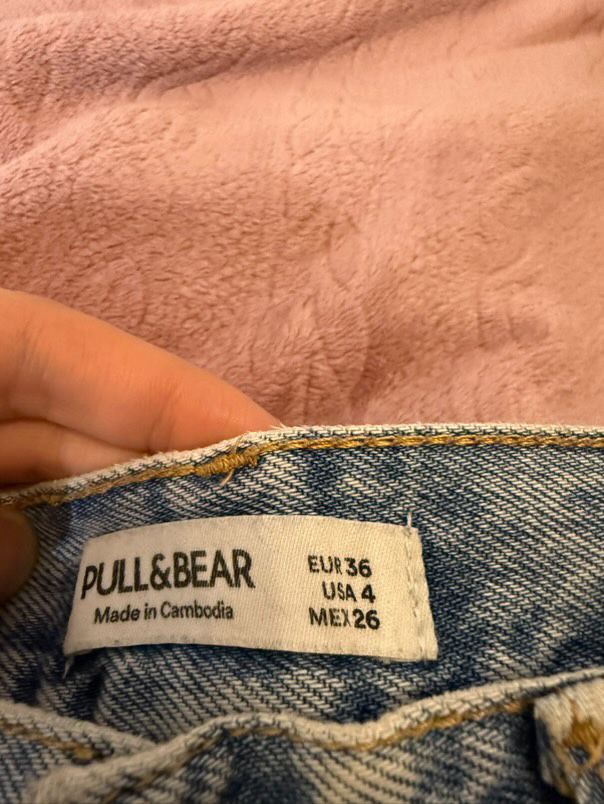 PULL&BEAR
Made in Cambodia
EUR 36
USA 4
MEX 26